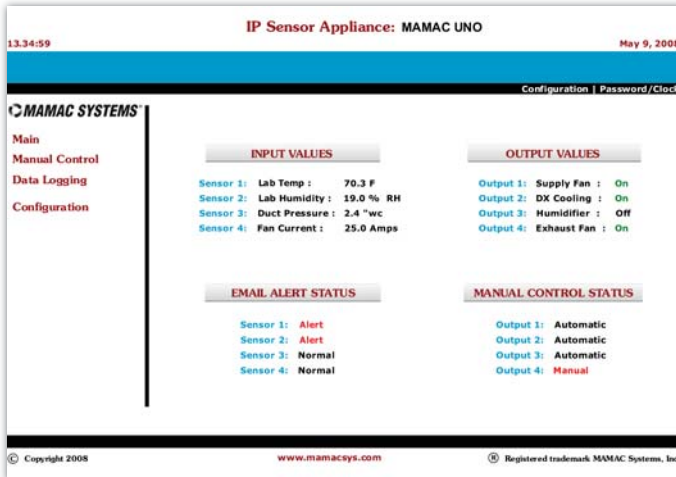 IP Sensor Appliance: MAMAC UNO
13.34:59
May 9, 2008
Configuration | Password/Clock
MAMAC SYSTEMS
Main
Manual Control
Data Logging
Configuration
INPUT VALUES
Sensor 1: Lab Temp : 70.3 F
Sensor 2: Lab Humidity : 19.0 % RH
Sensor 3: Duct Pressure : 2.4 "wc
Sensor 4: Fan Current : 25.0 Amps
OUTPUT VALUES
Output 1: Supply Fan : On
Output 2: DX Cooling : On
Output 3: Humidifier : Off
Output 4: Exhaust Fan : On
EMAIL ALERT STATUS
Sensor 1: Alert
Sensor 2: Alert
Sensor 3: Normal
Sensor 4: Normal
MANUAL CONTROL STATUS
Output 1: Automatic
Output 2: Automatic
Output 3: Automatic
Output 4: Manual
© Copyright 2008
www.mamacsys.com
® Registered trademark MAMAC Systems, Inc